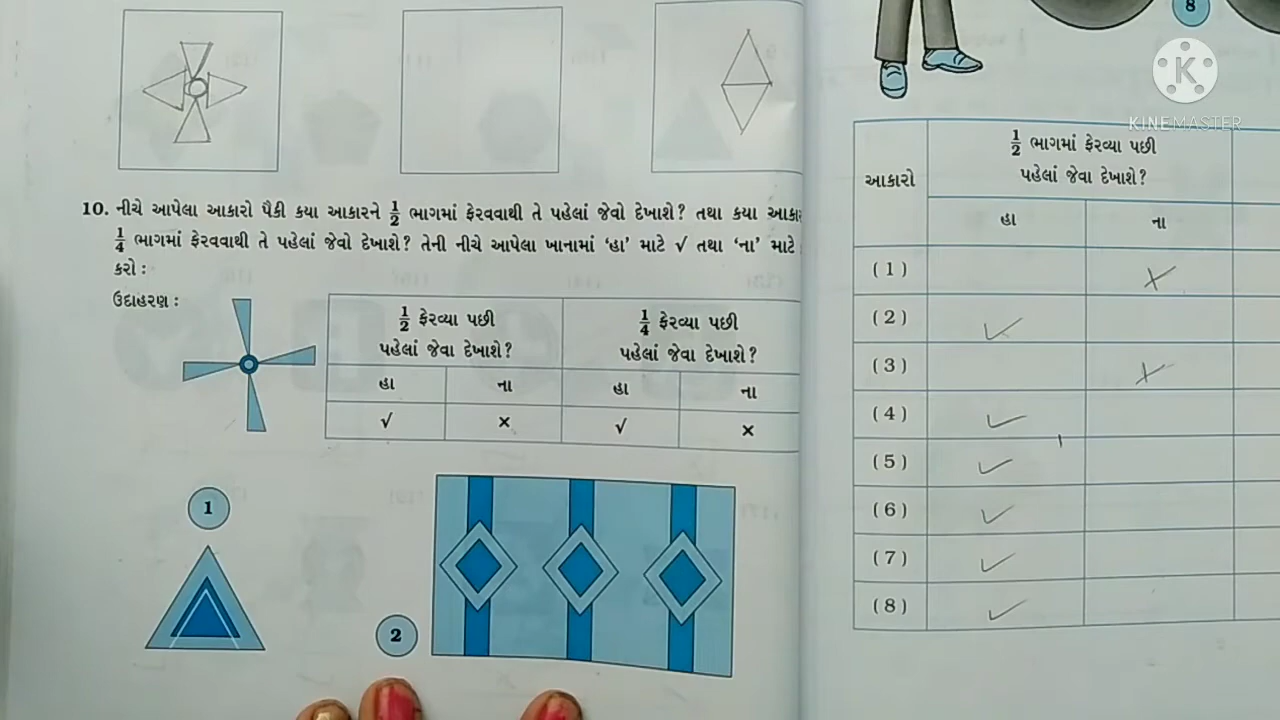 10. નીચે આપેલા આકારો પૈકી કયા આકારને 1/2 ભાગમાં ફેરવવાથી તે પહેલાં જેવો દેખાશે? તથા કયા
1/4 ભાગમાં ફેરવવાથી તે પહેલાં જેવો દેખાશે? તેની નીચે આપેલા ખાનામાં ‘હા’ માટે √ તથા ‘ના’ માટે
કરો :
ઉદાહરણ :
1/2 ફેરવ્યા પછી 1/4 ફેરવ્યા પછી
પહેલાં જેવા દેખાશે? પહેલાં જેવા દેખાશે?
હા ના હા ના
√ × √ ×
1
2
8
KINEMASTER
આકારો
1/2 ભાગમાં ફેરવ્યા પછી
પહેલાં જેવા દેખાશે?
હા ના
(1) ×
(2) ✓
(3) ×
(4) ✓
(5) ✓
(6) ✓
(7) ✓
(8) ✓